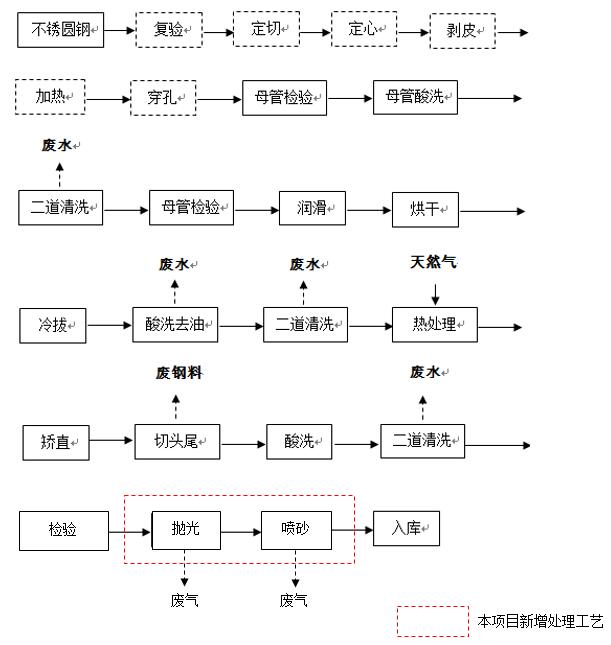 不锈圆钢 复验 定切 定心 剥皮
加热 穿孔 母管检验 母管酸洗
废水
二道清洗 母管检验 润滑 烘干
废水 废水 天然气
冷拔 酸洗去油 二道清洗 热处理
废钢料 废水
矫直 切头尾 酸洗 二道清洗
检验 抛光 喷砂 入库
废气 废气
本项目新增处理工艺